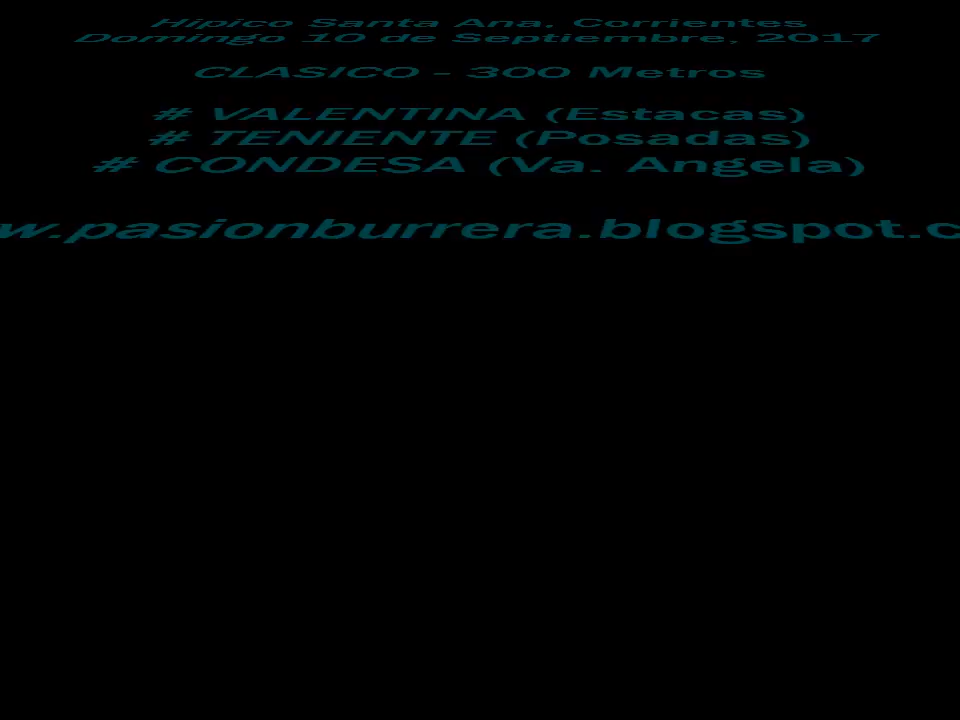 Hipico Santa Ana. Corrientes
Domingo 10 de Septiembre, 2017
CLASICO - 300 Metros
# VALENTINA (Estacas)
# TENIENTE (Posadas)
# CONDESA (Va. Angela)
w.pasionburrera.blogspot.c